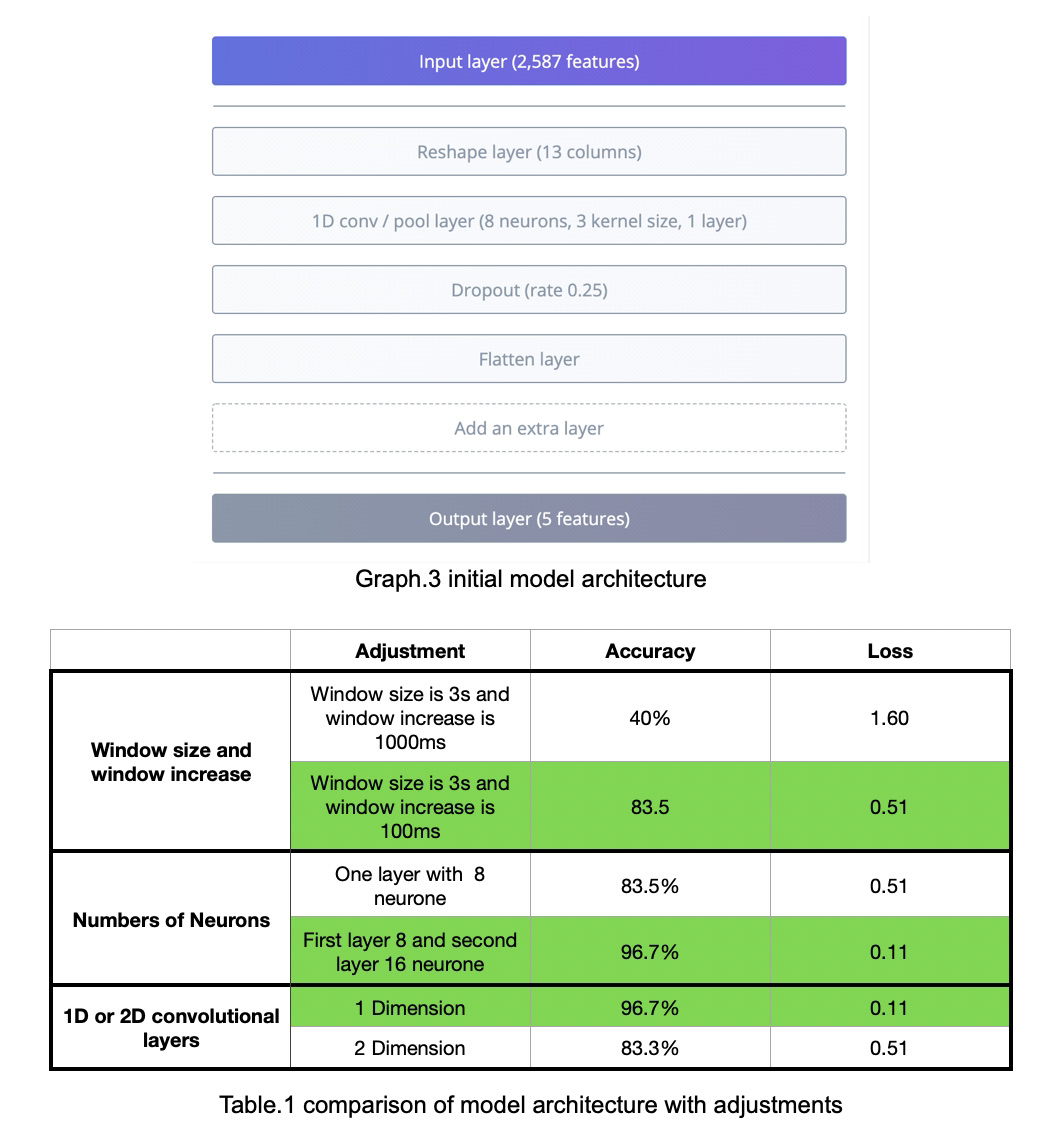 Input layer (2,587 features)
Reshape layer (13 columns)
1D conv / pool layer (8 neurons, 3 kernel size, 1 layer)
Dropout (rate 0.25)
Flatten layer
Add an extra layer
Output layer (5 features)
Graph.3 initial model architecture
Adjustment Accuracy Loss
Window size and
window increase
Window size is 3s and
window increase is
1000ms
40% 1.60
Window size is 3s and
window increase is
100ms
83.5 0.51
Numbers of Neurons
One layer with 8
neurone
83.5% 0.51
First layer 8 and second
layer 16 neurone
96.7% 0.11
1D or 2D convolutional
layers
1 Dimension 96.7% 0.11
2 Dimension 83.3% 0.51
Table.1 comparison of model architecture with adjustments